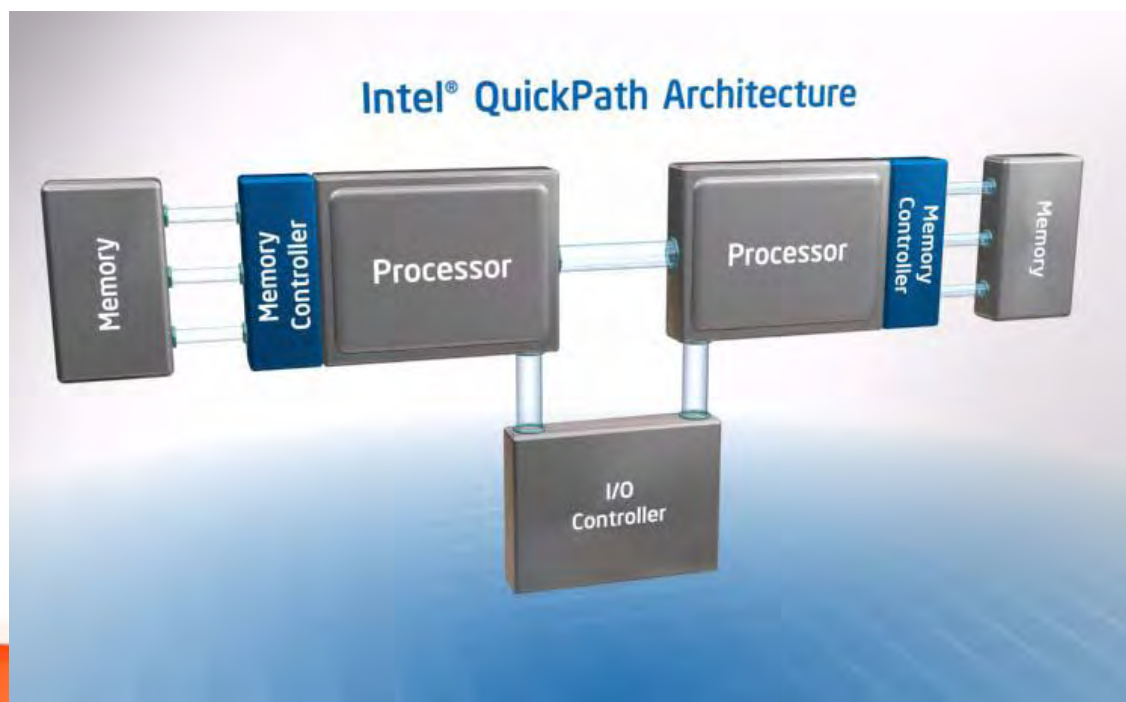 Intel® QuickPath Architecture
Memory
Memory
Controller
Processor
Processor
Memory
Controller
Memory
I/O
Controller